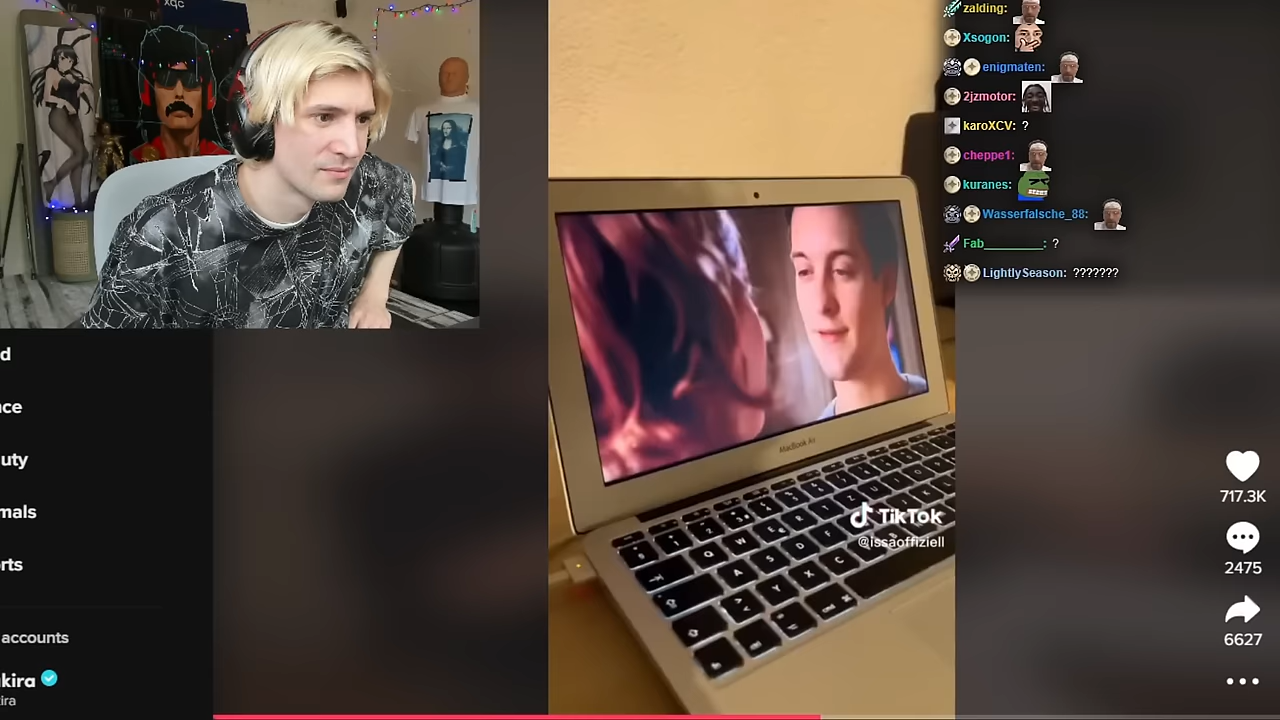 xqc
zalding:
Xsogon:
enigmaten:
2jzmotor:
karoXCV: ?
cheppe1:
kuranes:
Wasserfalsche_88:
Fab________: ?
LightlySeason: ???????
d
ce
uty
mals
rts
accounts
kira
ira
MacBook Air
TikTok
@issaoffiziell
717.3K
2475
6627